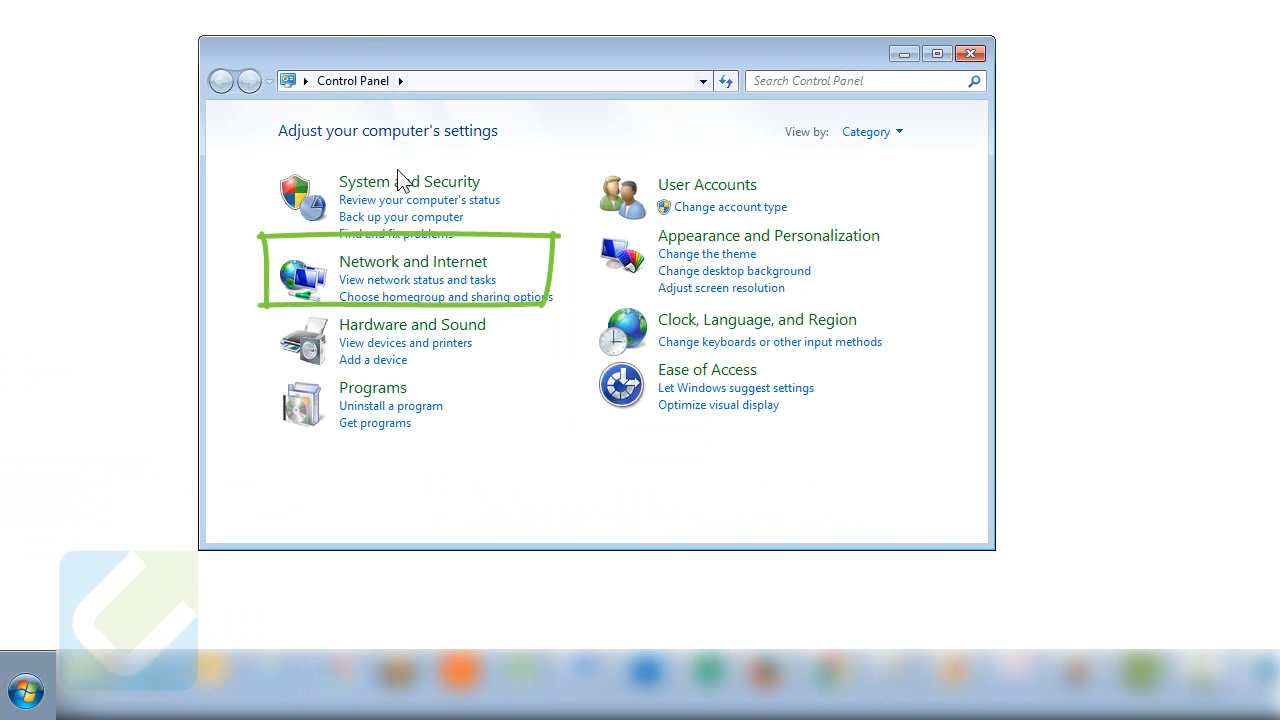 Control Panel
Search Control Panel
Adjust your computer's settings
View by: Category
System and Security
Review your computer's status
Back up your computer
Find and fix problems
Network and Internet
View network status and tasks
Choose homegroup and sharing options
Hardware and Sound
View devices and printers
Add a device
Programs
Uninstall a program
Get programs
User Accounts
Change account type
Appearance and Personalization
Change the theme
Change desktop background
Adjust screen resolution
Clock, Language, and Region
Change keyboards or other input methods
Ease of Access
Let Windows suggest settings
Optimize visual display